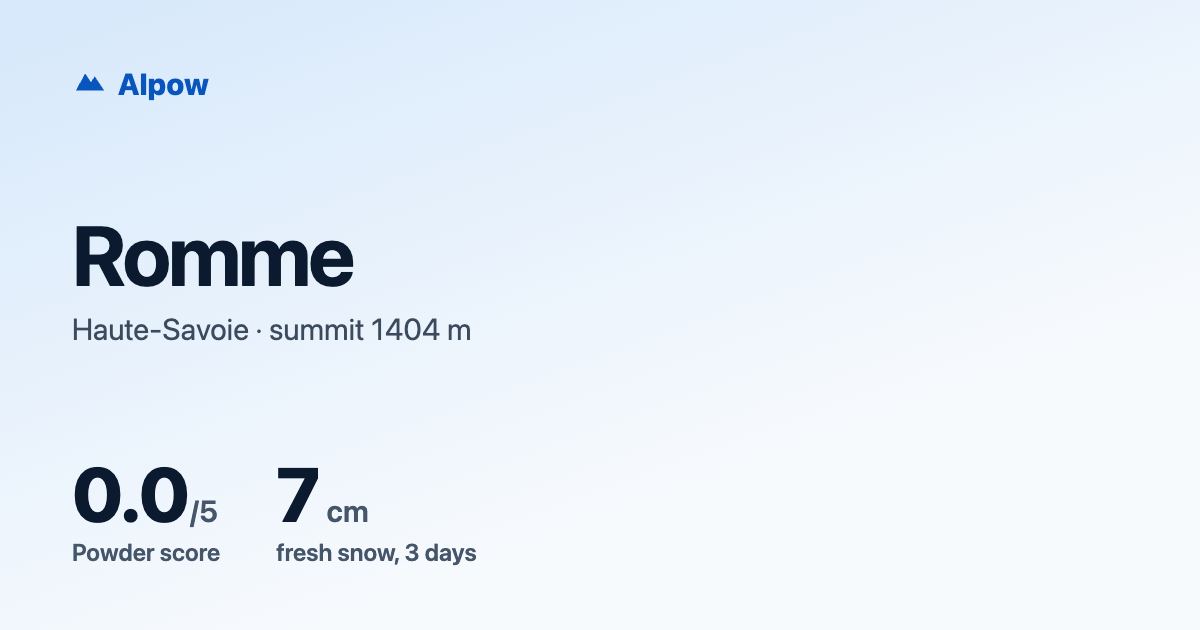 Alpow
Romme
Haute-Savoie · summit 1404 m
0.0/5 7 cm
Powder score fresh snow, 3 days